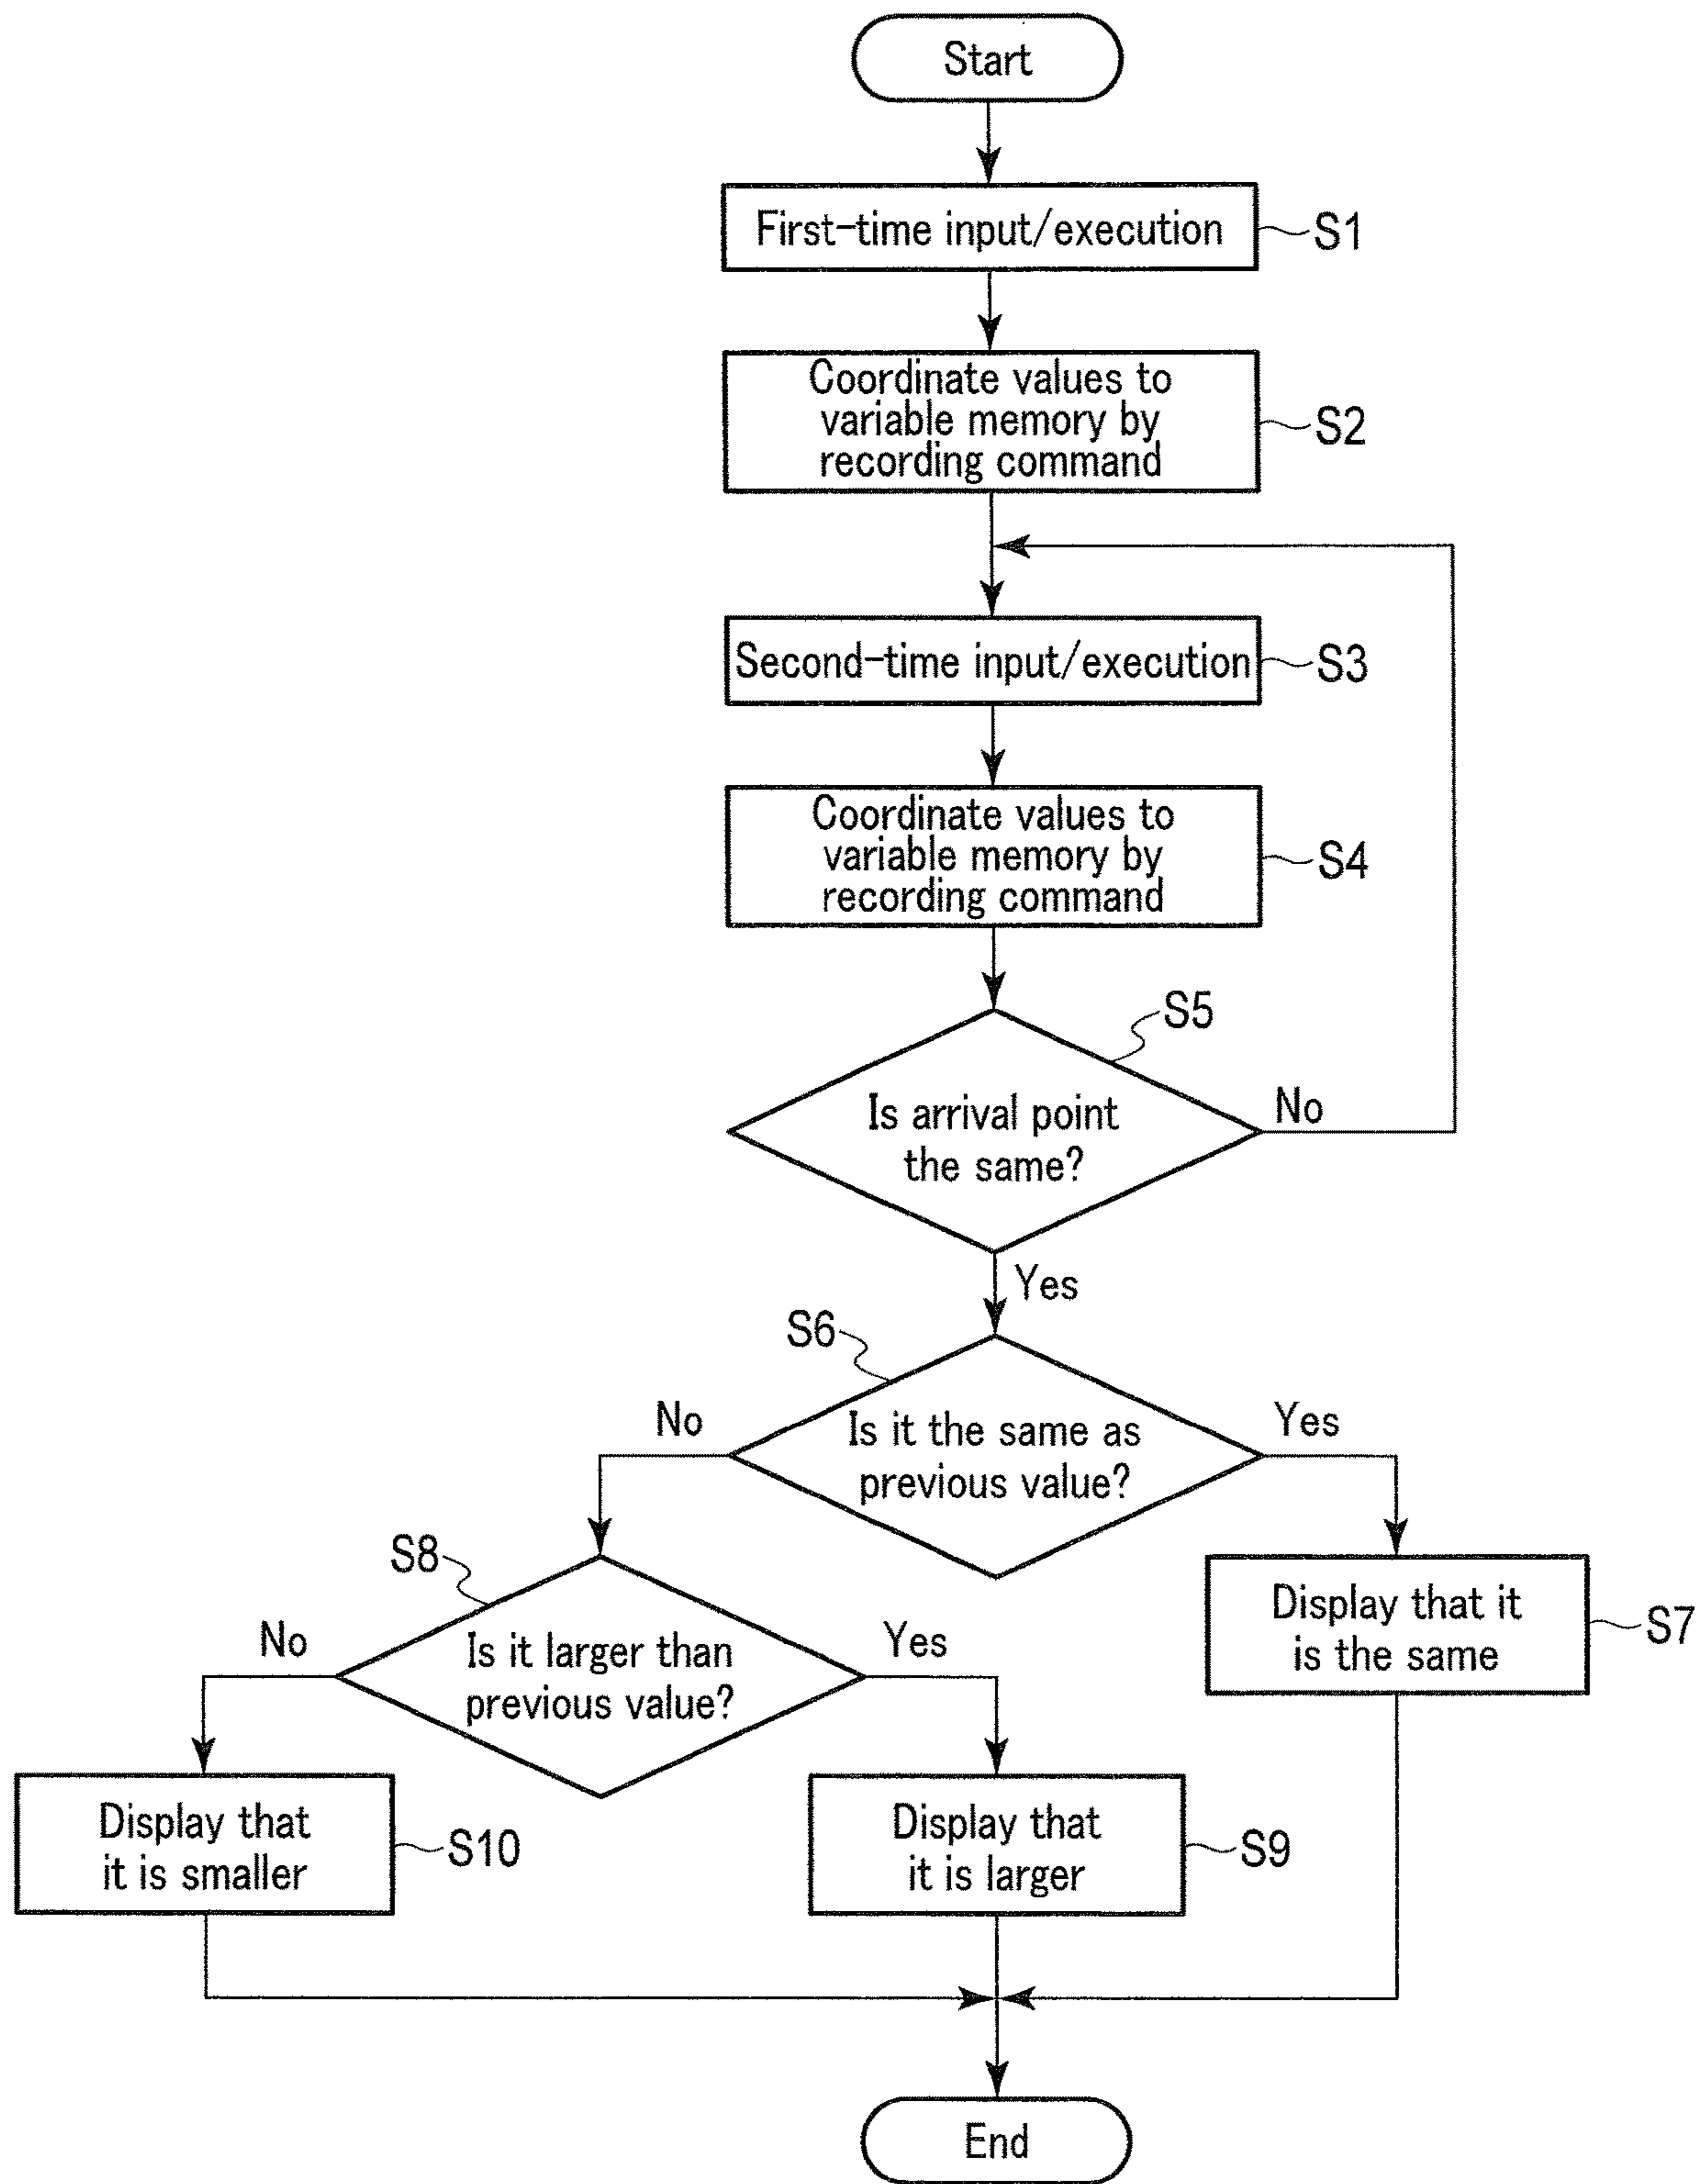 Start
First-time input/execution
S1
Coordinate values to
variable memory by
recording command
S2
Second-time input/execution
S3
Coordinate values to
variable memory by
recording command
S4
S5
Is arrival point
the same?
No
Yes
S6
Is it the same as
previous value?
No
Yes
S8
Is it larger than
previous value?
No
Yes
Display that it
is the same
S7
Display that
it is smaller
S10
Display that
it is larger
S9
End